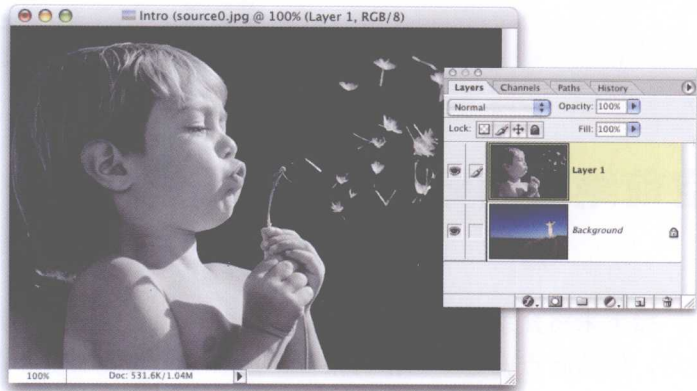 Intro (source0.jpg @ 100% (Layer 1, RGB/8)
Layers Channels Paths History
Normal Opacity: 100%
Lock: Fill: 100%
Layer 1
Background
100% Doc: 531.6K/1.04M